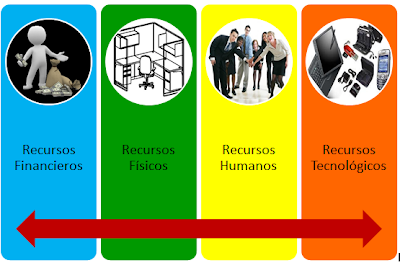 Recursos
Financieros
Recursos
Físicos
Recursos
Humanos
Recursos
Tecnológicos